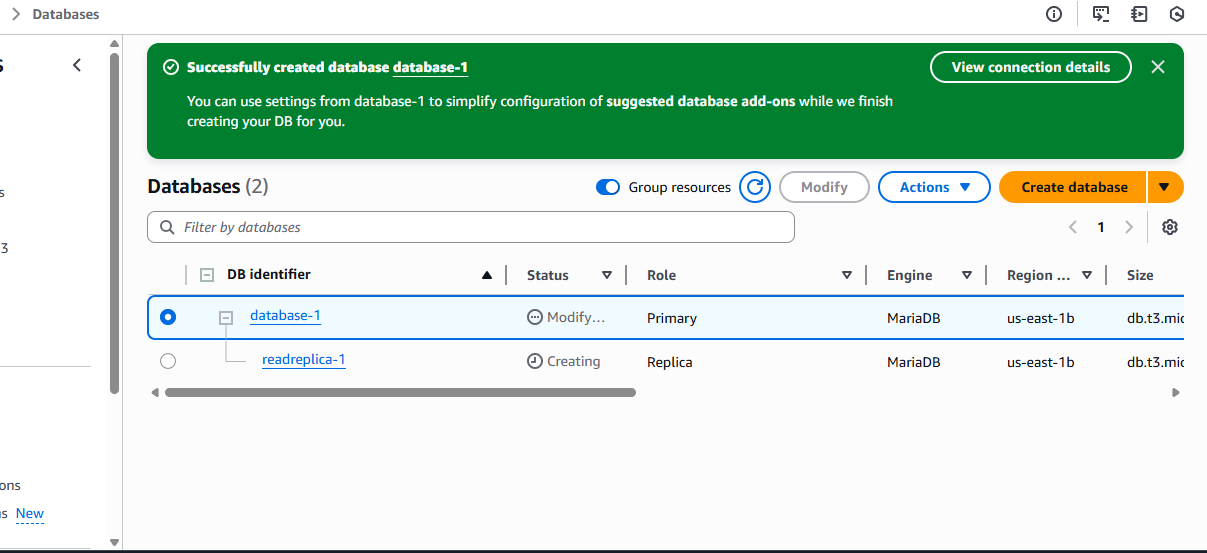 Databases
Successfully created database database-1
View connection details
You can use settings from database-1 to simplify configuration of suggested database add-ons while we finish
creating your DB for you.
Databases (2)
Group resources
Modify
Actions
Create database
Filter by databases
1
DB identifier
Status
Role
Engine
Region ...
Size
database-1
Modify...
Primary
MariaDB
us-east-1b
db.t3.mic
readreplica-1
Creating
Replica
MariaDB
us-east-1b
db.t3.mic
s
s
3
ons
s New